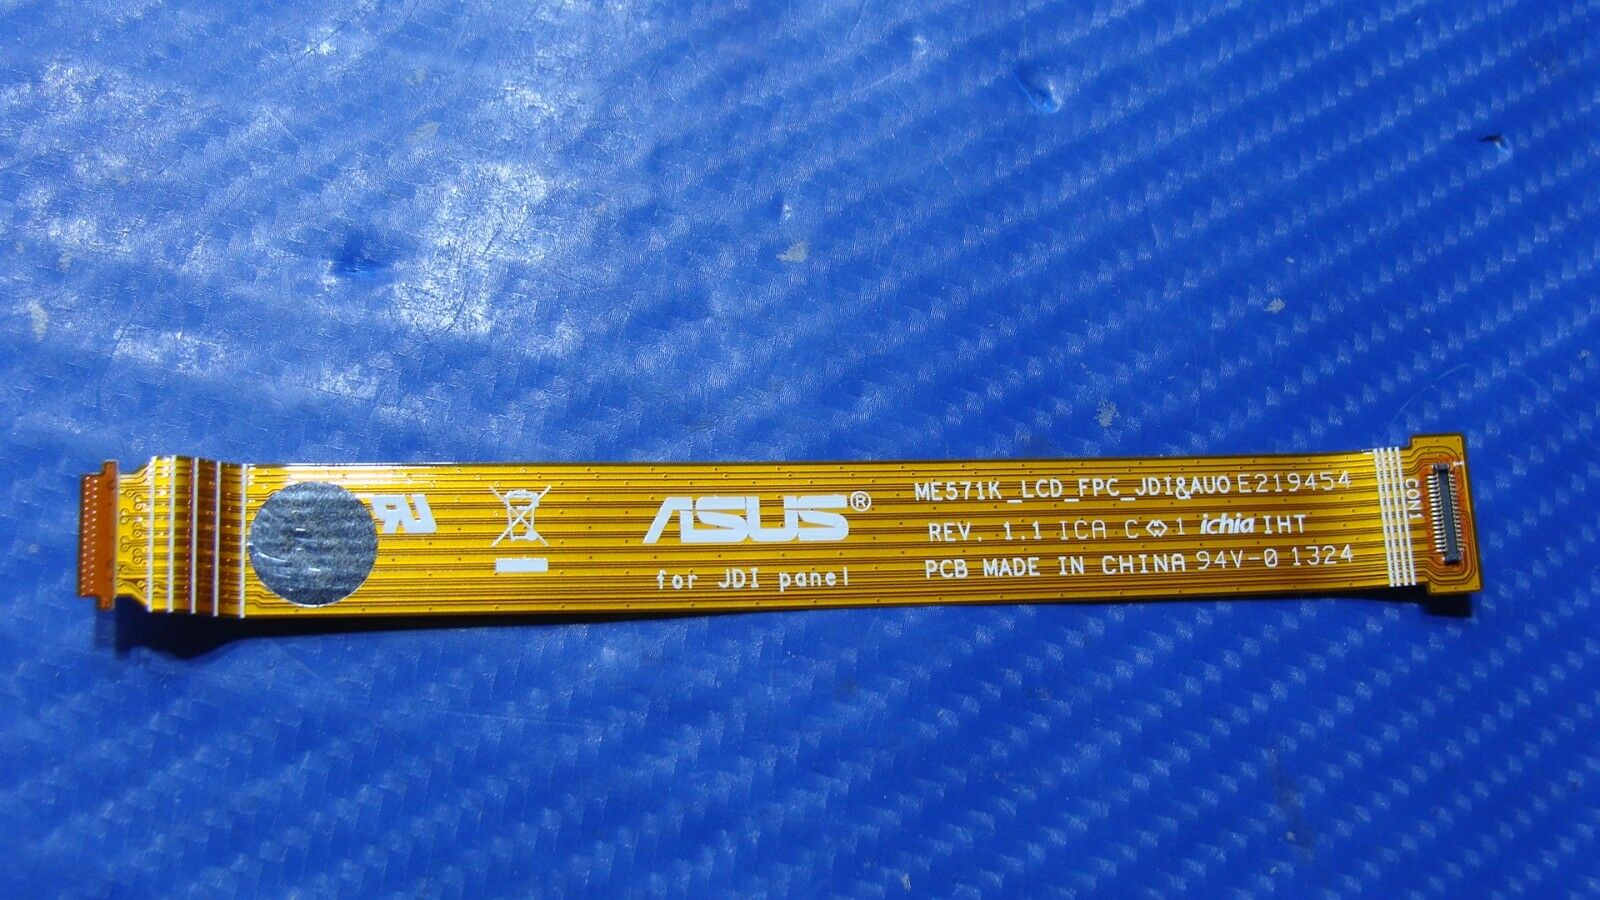 ASUS®
for JDI panel
ME571K_LCD_FPC_JDI&AUO E219454
REV. 1.1 ICA C 1 ichia IHT
PCB MADE IN CHINA 94V-0 1324
CON1
1